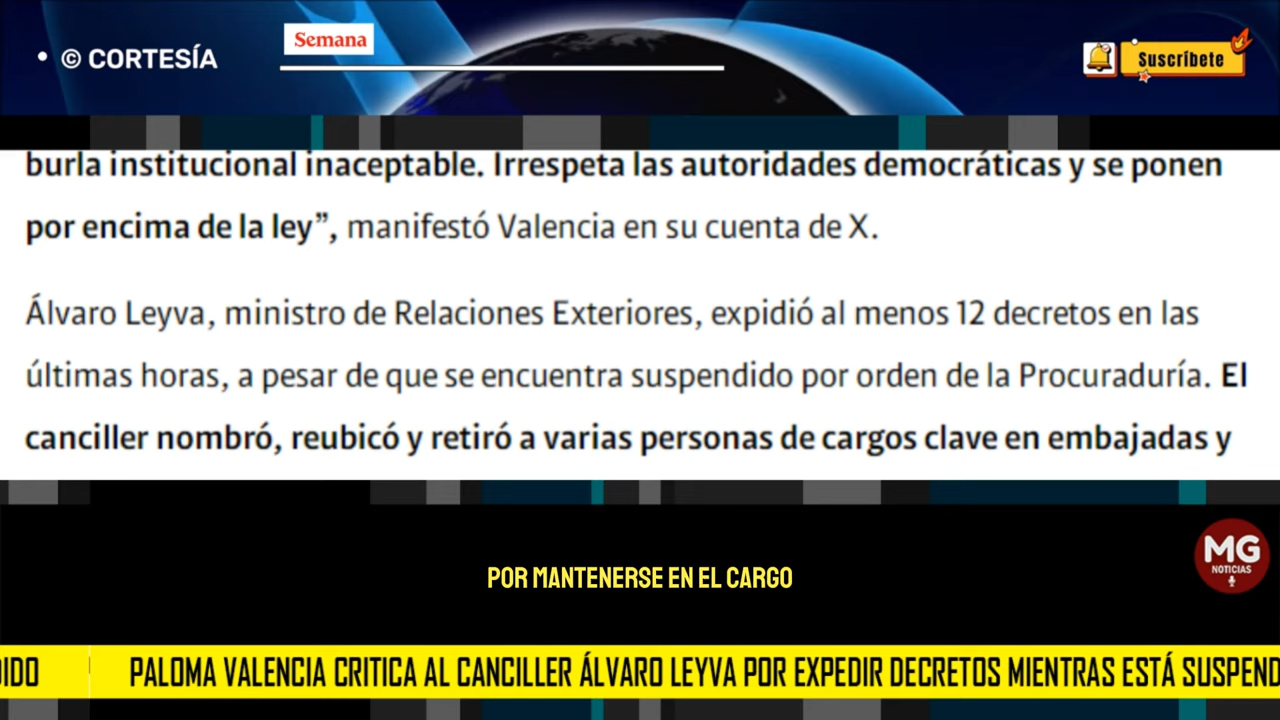 © CORTESÍA
Semana
Suscríbete
burla institucional inaceptable. Irrespeta las autoridades democráticas y se ponen
por encima de la ley”, manifestó Valencia en su cuenta de X.
Álvaro Leyva, ministro de Relaciones Exteriores, expidió al menos 12 decretos en las
últimas horas, a pesar de que se encuentra suspendido por orden de la Procuraduría. El
canciller nombró, reubicó y retiró a varias personas de cargos clave en embajadas y
MG
NOTICIAS
POR MANTENERSE EN EL CARGO
DIDO PALOMA VALENCIA CRITICA AL CANCILLER ÁLVARO LEYVA POR EXPEDIR DECRETOS MIENTRAS ESTÁ SUSPEND